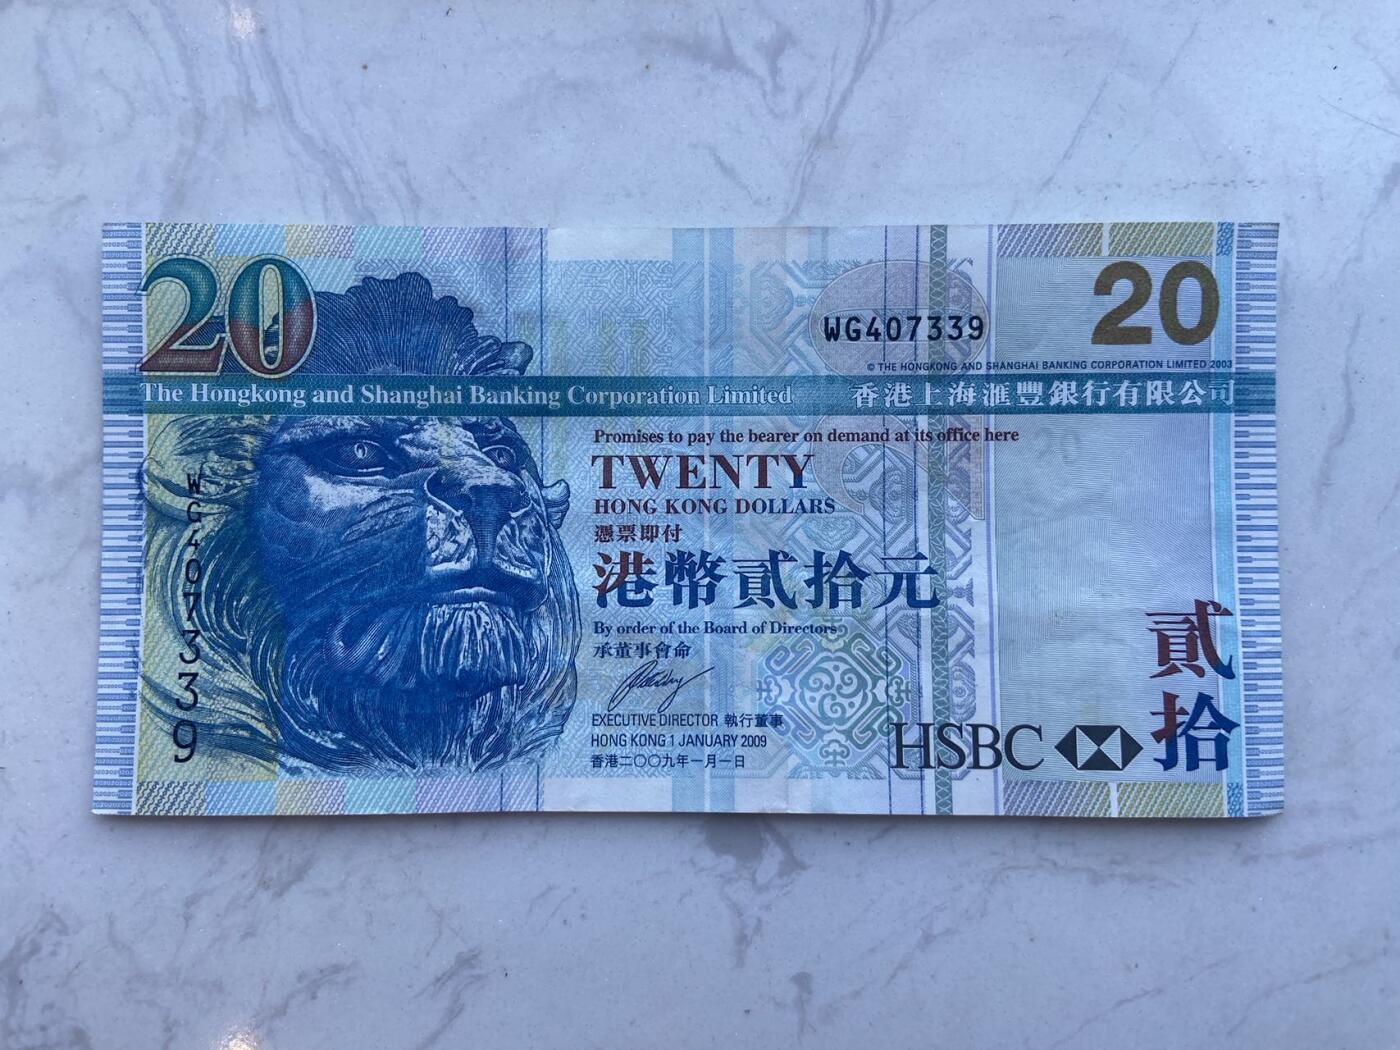 20
20
WG407339
© THE HONGKONG AND SHANGHAI BANKING CORPORATION LIMITED 2003
The Hongkong and Shanghai Banking Corporation Limited 香港上海滙豐銀行有限公司
Promises to pay the bearer on demand at its office here
TWENTY
HONG KONG DOLLARS
憑票即付
港幣貳拾元
By order of the Board of Directors
承董事會命
EXECUTIVE DIRECTOR 執行董事
HONG KONG 1 JANUARY 2009
香港二〇〇九年一月一日
WG407339
HSBC
貳拾